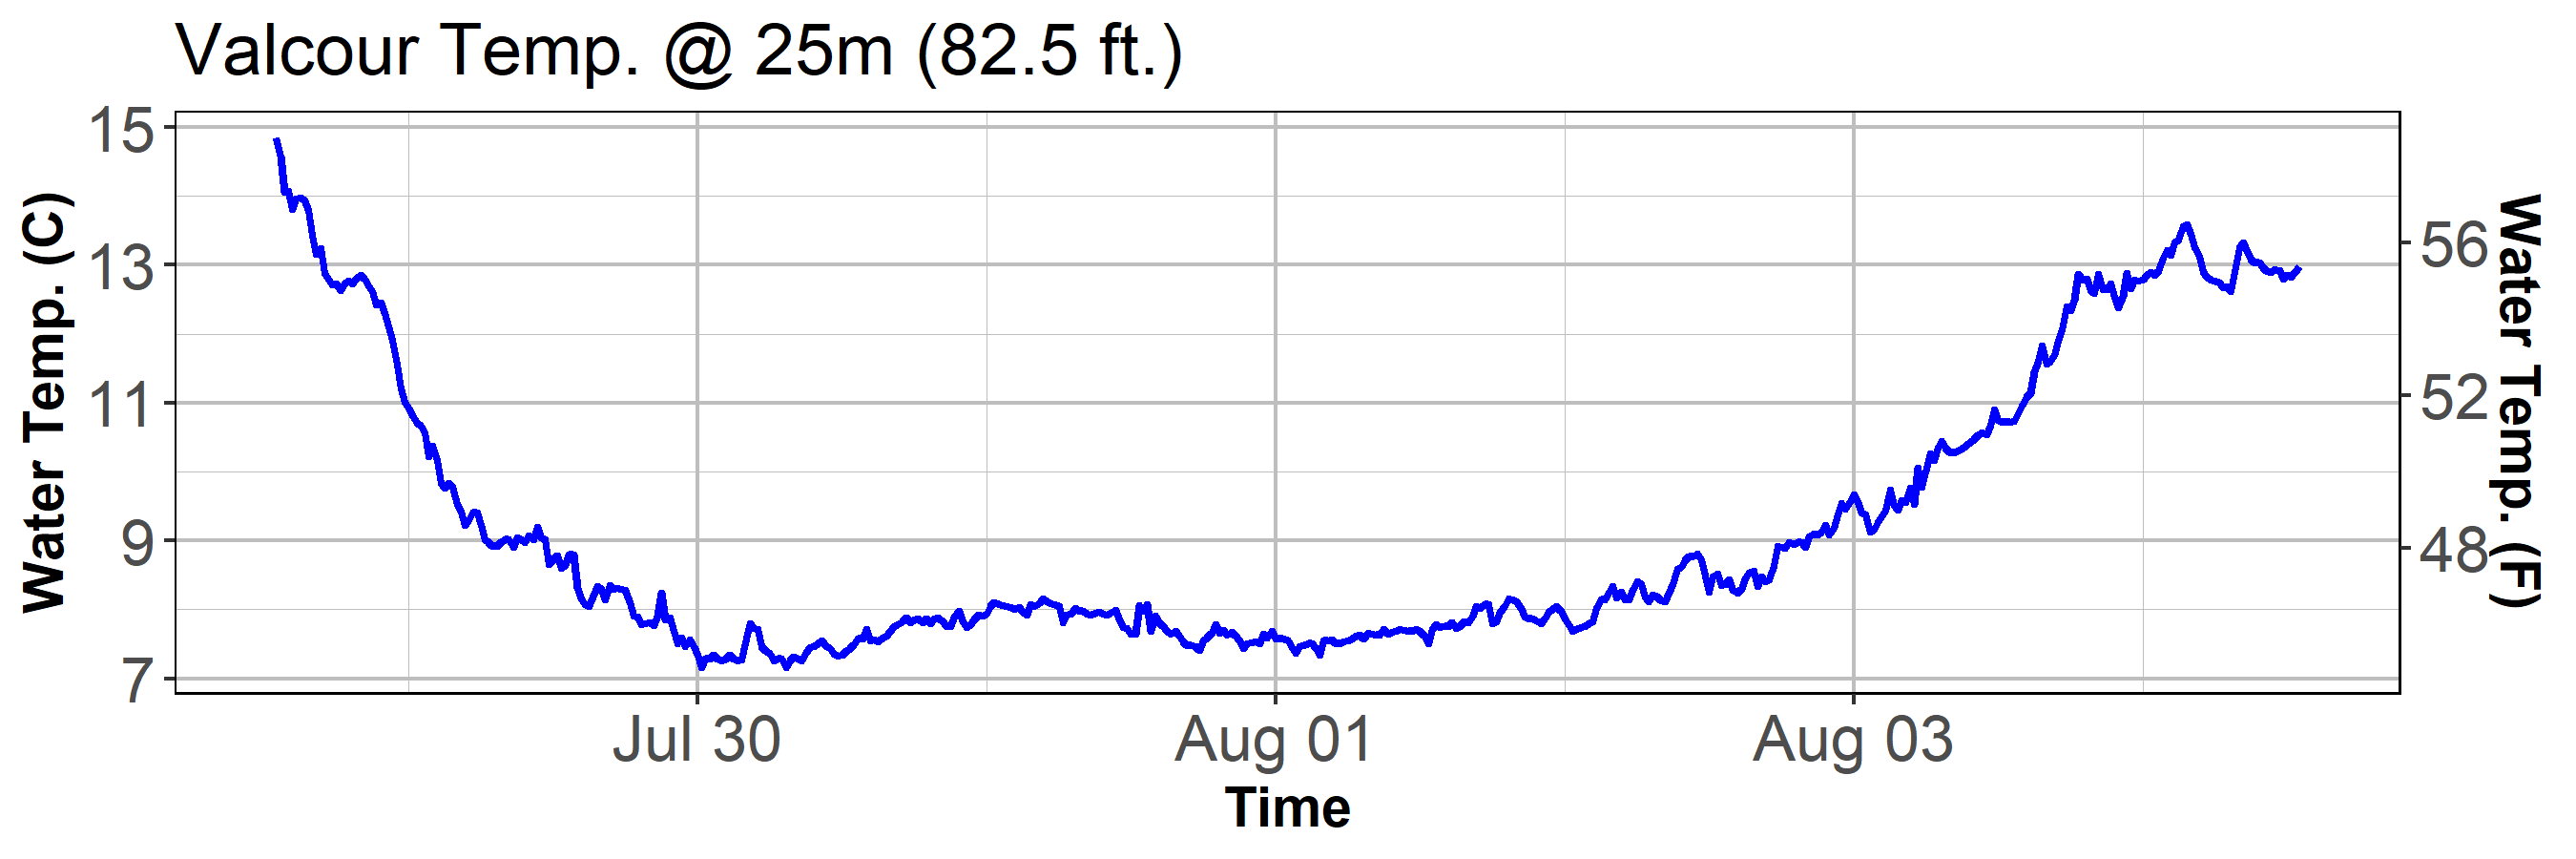 Valcour Temp. @ 25m (82.5 ft.)
Water Temp. (C)
15
13
11
9
7
56
52
48
Water Temp. (F)
Jul 30
Aug 01
Aug 03
Time